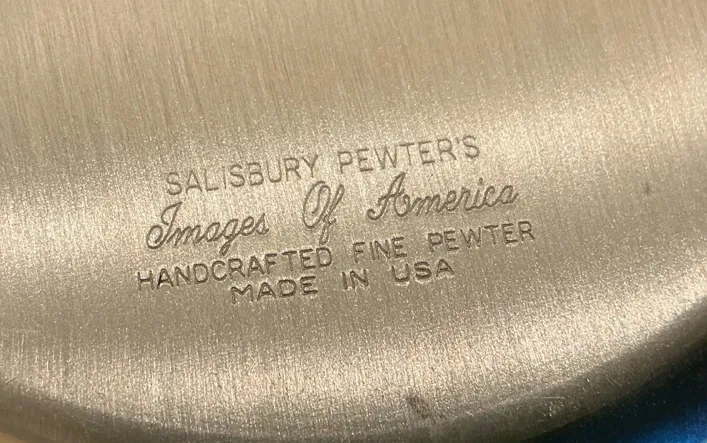 SALISBURY PEWTER'S
Images Of America
HANDCRAFTED FINE PEWTER
MADE IN USA